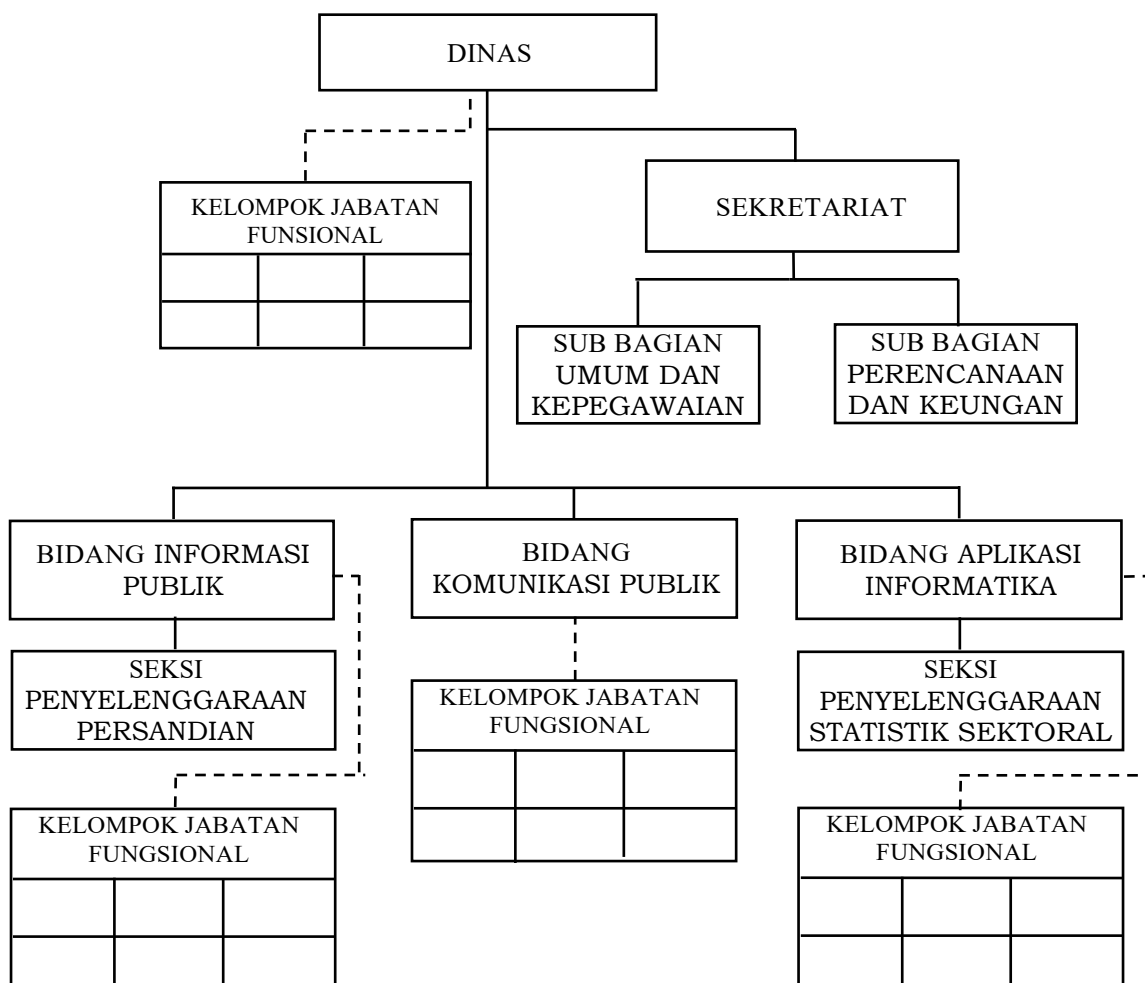 DINAS
KELOMPOK JABATAN
FUNSIONAL
SEKRETARIAT
SUB BAGIAN
UMUM DAN
KEPEGAWAIAN
SUB BAGIAN
PERENCANAAN
DAN KEUNGAN
BIDANG INFORMASI
PUBLIK
BIDANG
KOMUNIKASI PUBLIK
BIDANG APLIKASI
INFORMATIKA
SEKSI
PENYELENGGARAAN
PERSANDIAN
KELOMPOK JABATAN
FUNGSIONAL
SEKSI
PENYELENGGARAAN
STATISTIK SEKTORAL
KELOMPOK JABATAN
FUNGSIONAL
KELOMPOK JABATAN
FUNGSIONAL